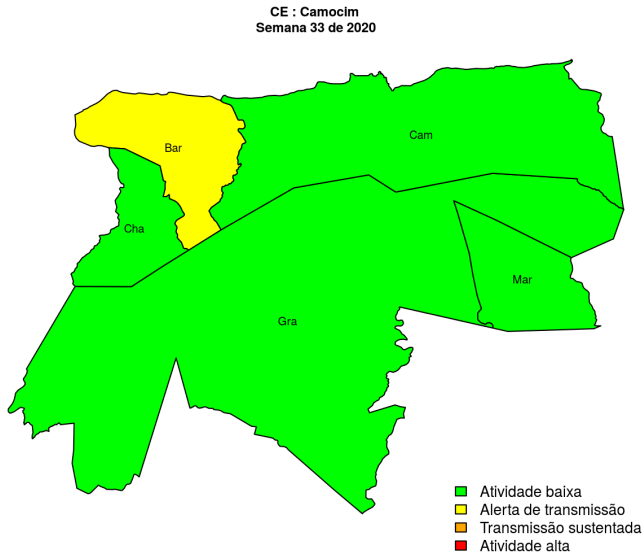 CE : Camocim
Semana 33 de 2020
Bar
Cam
Cha
Mar
Gra
Atividade baixa
Alerta de transmissão
Transmissão sustentada
Atividade alta